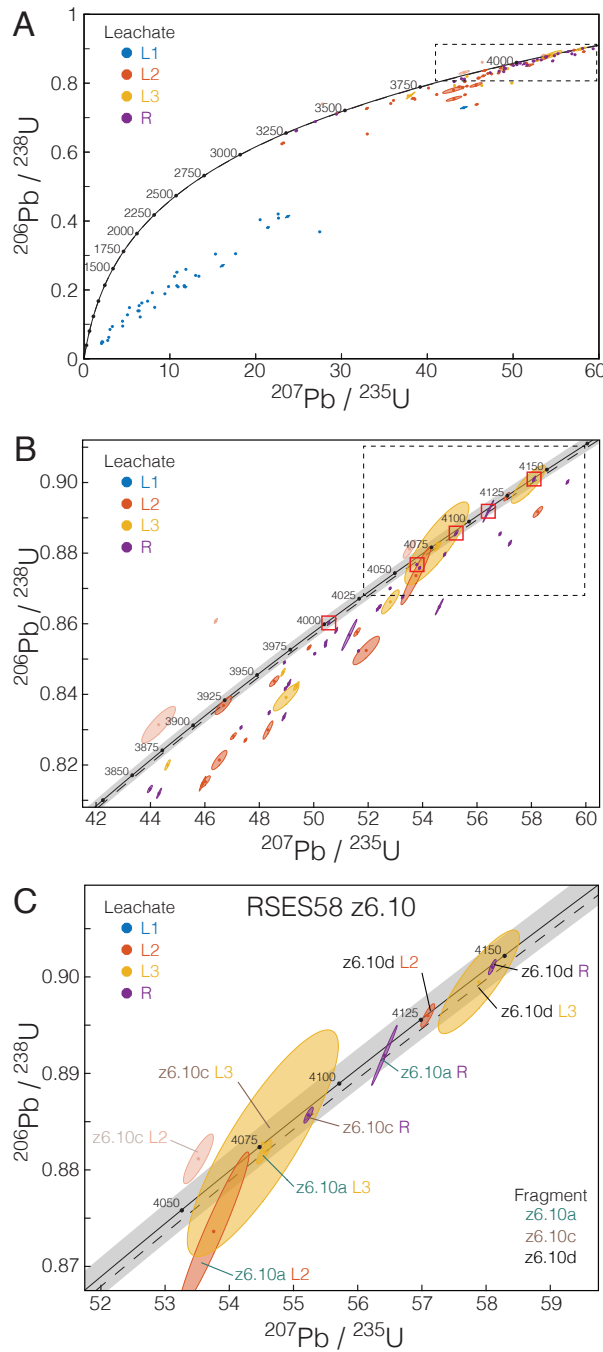 A
Leachate
L1
L2
L3
R
206Pb / 238U
1
0.8
0.6
0.4
0.2
0
1500
1750
2000
2250
2500
2750
3000
3250
3500
3750
4000
0
10
20
30
40
50
60
207Pb / 235U
B
Leachate
L1
L2
L3
R
206Pb / 238U
0.90
0.88
0.86
0.84
0.82
3850
3875
3900
3925
3950
3975
4000
4025
4050
4075
4100
4125
4150
42
44
46
48
50
52
54
56
58
60
207Pb / 235U
C
RSES58 z6.10
Leachate
L1
L2
L3
R
206Pb / 238U
0.90
0.89
0.88
0.87
4050
4075
4100
4125
4150
z6.10d L2
z6.10d R
z6.10d L3
z6.10c L3
z6.10a R
z6.10c L2
z6.10c R
z6.10a L3
z6.10a L2
Fragment
z6.10a
z6.10c
z6.10d
52
53
54
55
56
57
58
59
207Pb / 235U